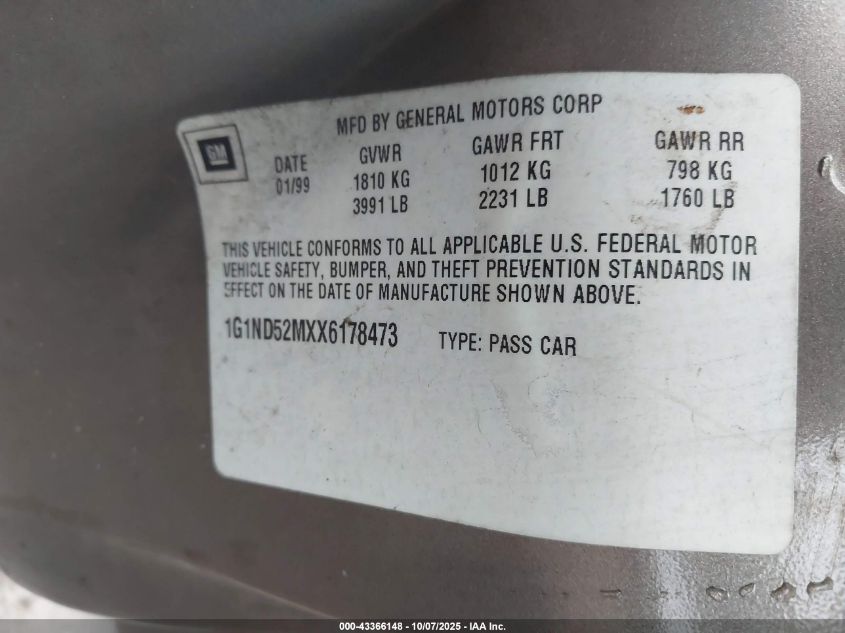 MFD BY GENERAL MOTORS CORP
GM
DATE GVWR GAWR FRT GAWR RR
01/99 1810 KG 1012 KG 798 KG
3991 LB 2231 LB 1760 LB
THIS VEHICLE CONFORMS TO ALL APPLICABLE U.S. FEDERAL MOTOR
VEHICLE SAFETY, BUMPER, AND THEFT PREVENTION STANDARDS IN
EFFECT ON THE DATE OF MANUFACTURE SHOWN ABOVE.
1G1ND52MXX6178473 TYPE: PASS CAR
000-43366148 - 10/07/2025 - IAA Inc.